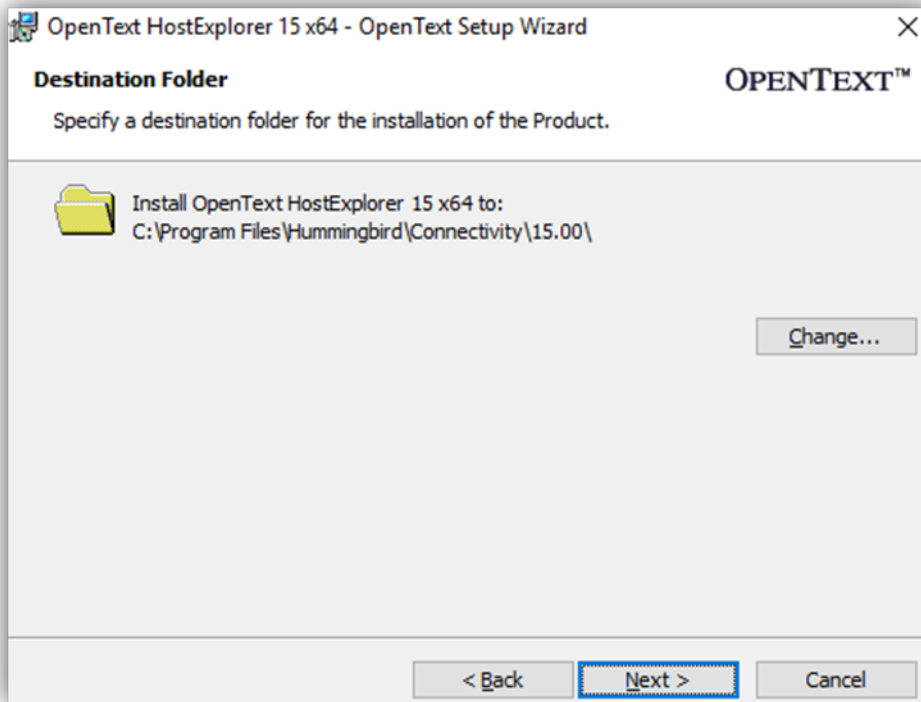 OpenText HostExplorer 15 x64 - OpenText Setup Wizard
Destination Folder
OPENTEXT™
Specify a destination folder for the installation of the Product.
Install OpenText HostExplorer 15 x64 to:
C:\Program Files\Hummingbird\Connectivity\15.00\
Change...
< Back
Next >
Cancel